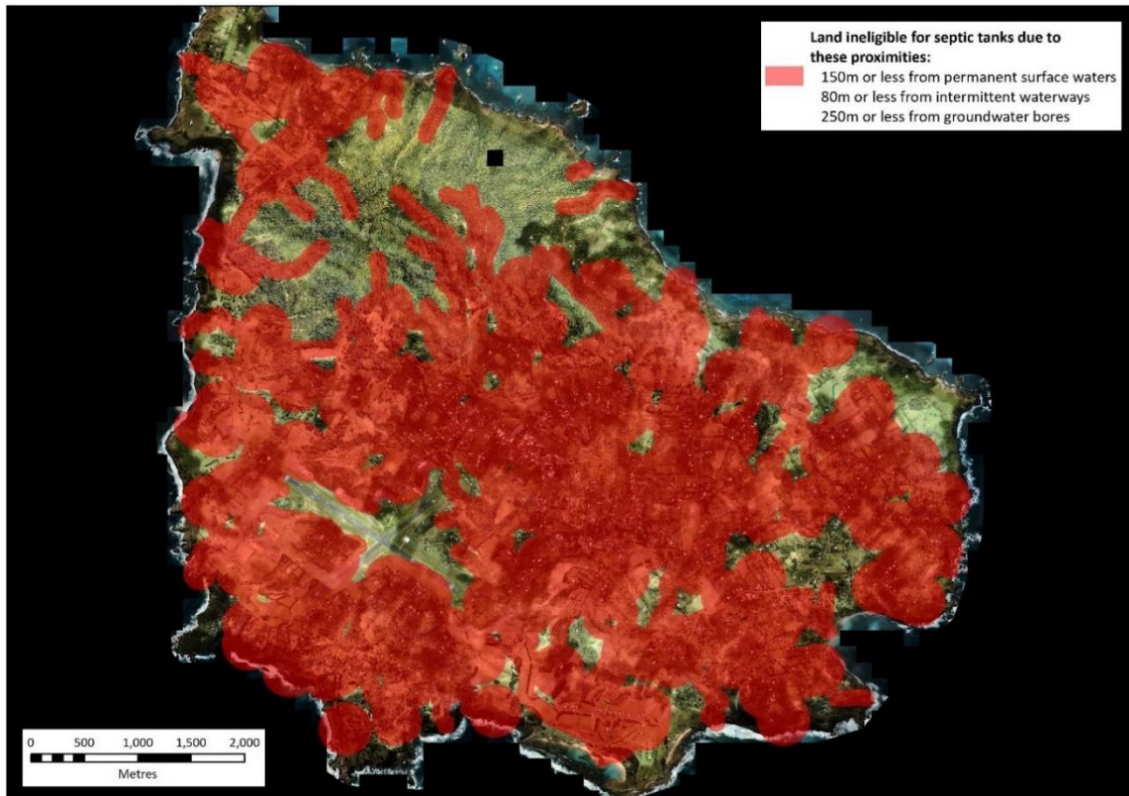 Land ineligible for septic tanks due to
these proximities:
150m or less from permanent surface waters
80m or less from intermittent waterways
250m or less from groundwater bores
0 500 1,000 1,500 2,000
Metres